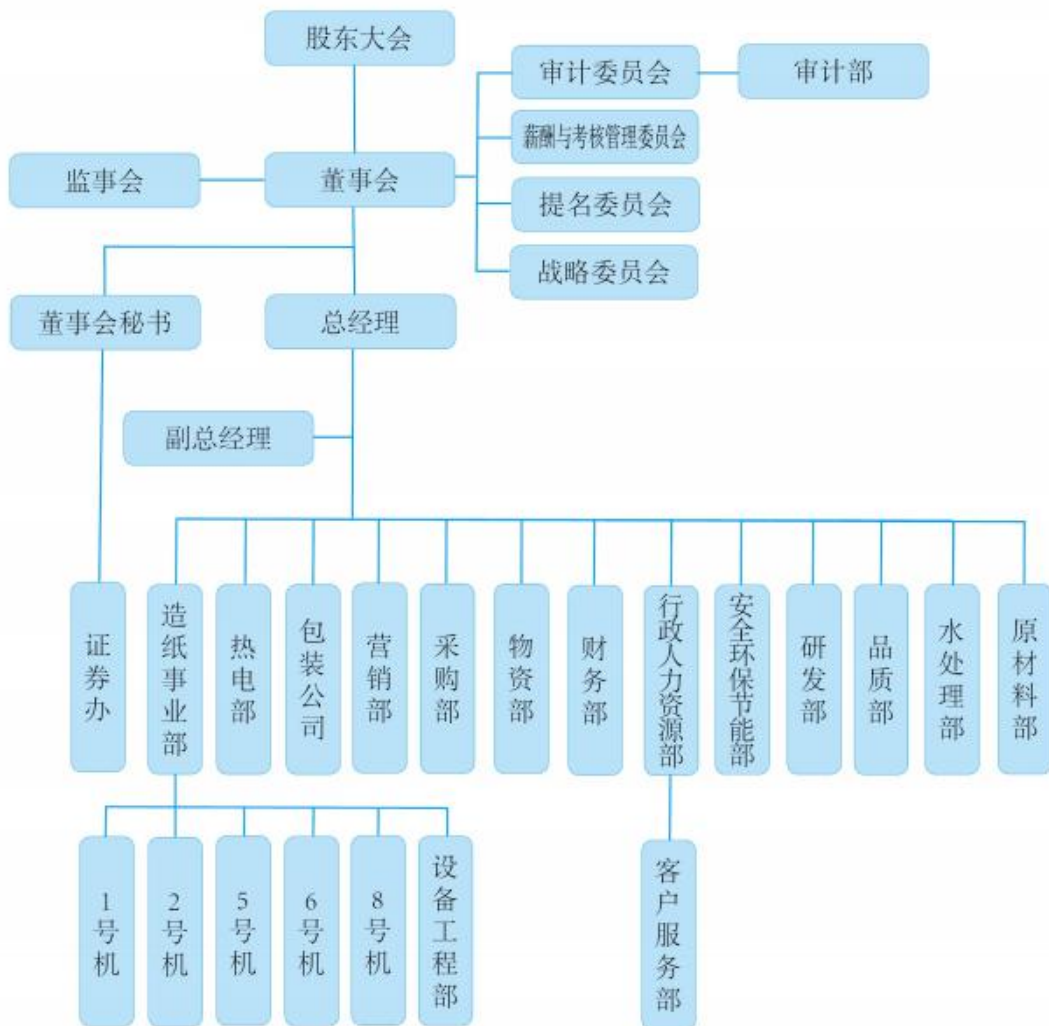 股东大会
审计委员会
审计部
薪酬与考核管理委员会
监事会
董事会
提名委员会
战略委员会
董事会秘书
总经理
副总经理
证券办
造纸事业部
热电部
包装公司
营销部
采购部
物资部
财务部
行政人力资源部
安全环保节能部
研发部
品质部
水处理部
原材料部
1号机
2号机
5号机
6号机
8号机
设备工程部
客户服务部